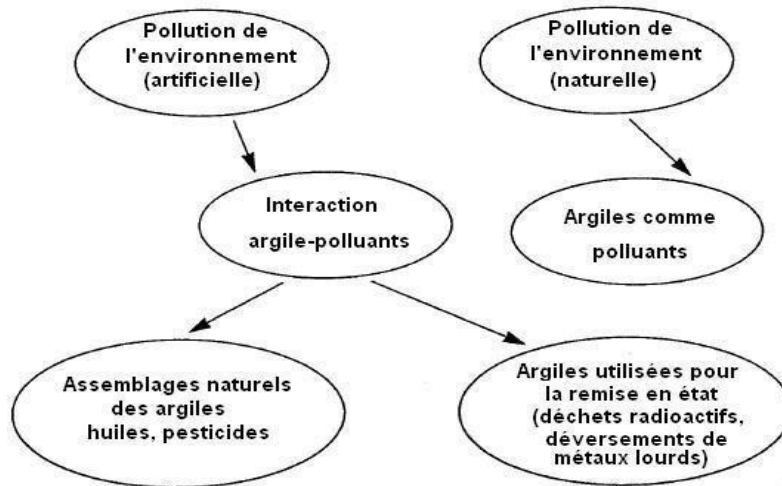 Pollution de
l'environnement
(artificielle)
Pollution de
l'environnement
(naturelle)
Interaction
argile-polluants
Argiles comme
polluants
Assemblages naturels
des argiles
huiles, pesticides
Argiles utilisées pour
la remise en état
(déchets radioactifs,
déversements de
métaux lourds)